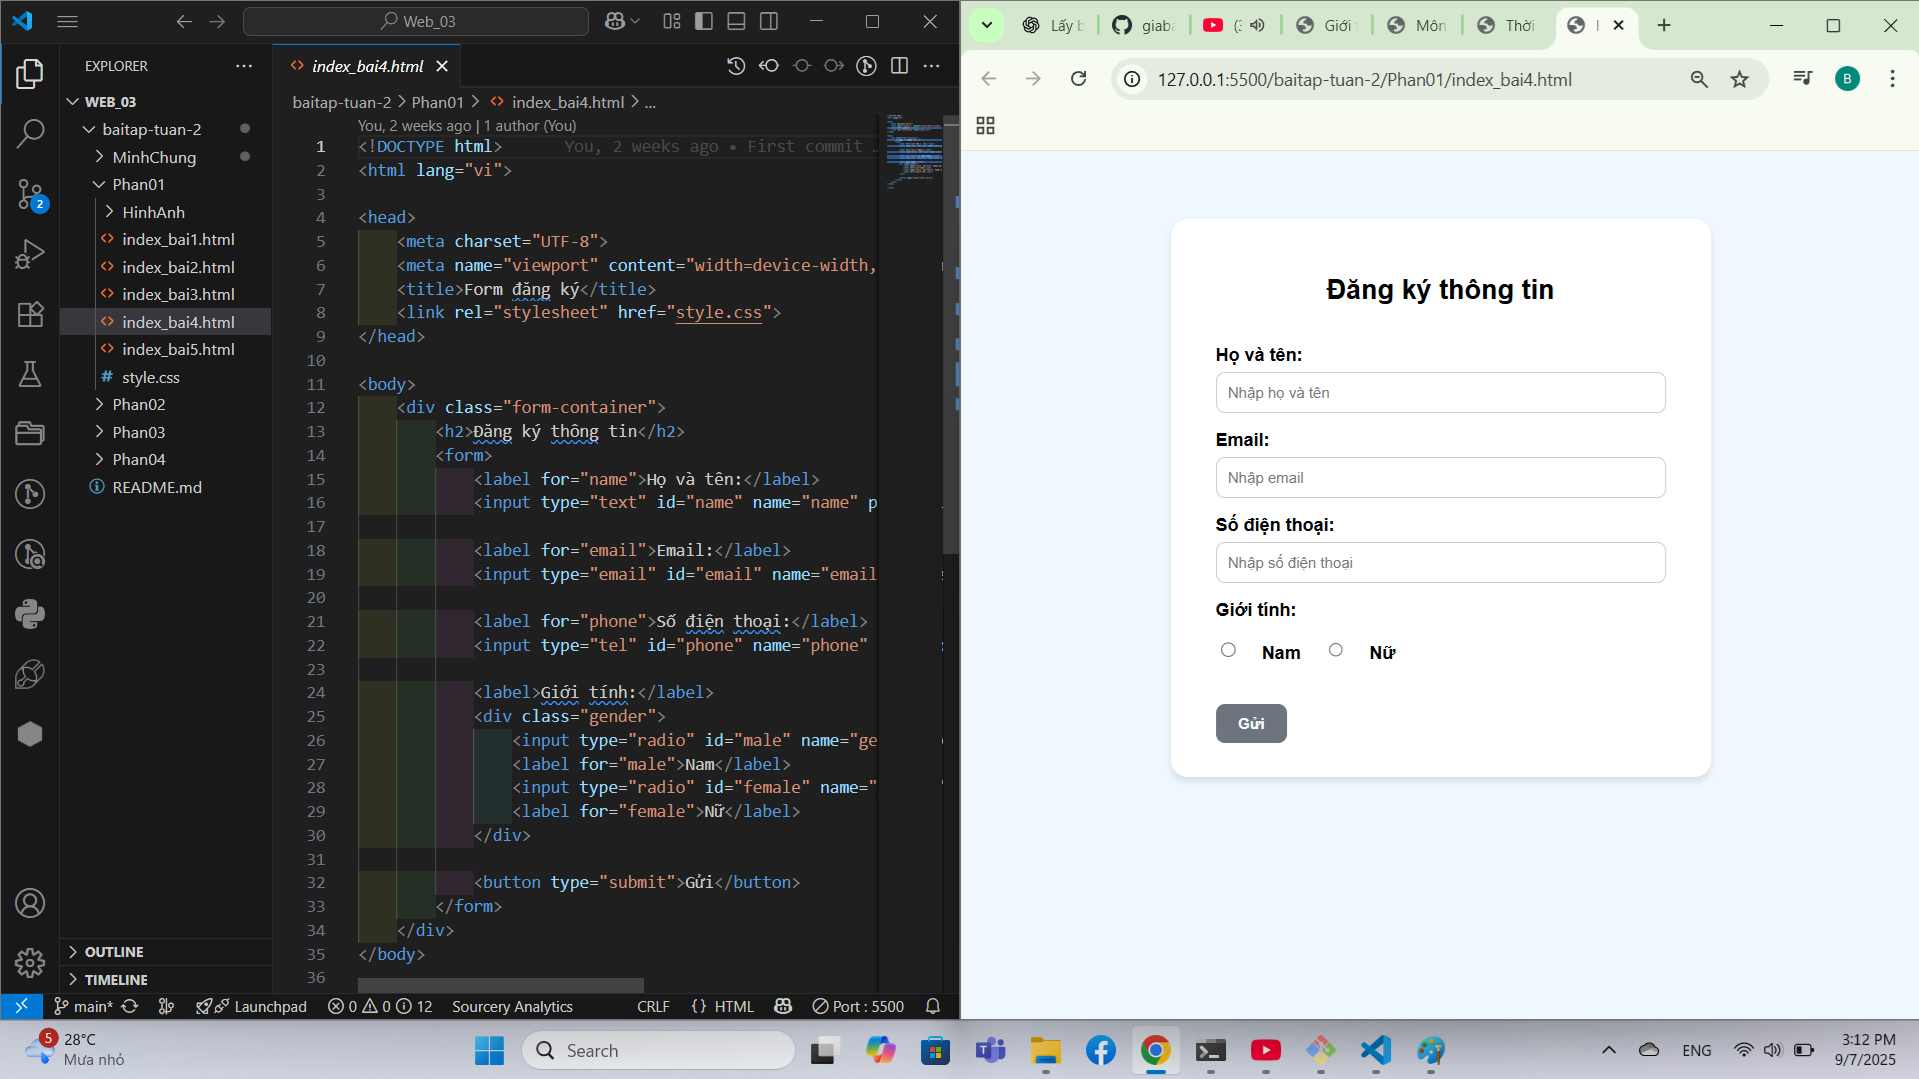 Web_03
EXPLORER
WEB_03
baitap-tuan-2
MinhChung
Phan01
HinhAnh
index_bai1.html
index_bai2.html
index_bai3.html
index_bai4.html
index_bai5.html
# style.css
Phan02
Phan03
Phan04
README.md
OUTLINE
TIMELINE
2
index_bai4.html
baitap-tuan-2 > Phan01 > index_bai4.html > ...
You, 2 weeks ago | 1 author (You)
1 <!DOCTYPE html> You, 2 weeks ago • First commit …
2 <html lang="vi">
3
4 <head>
5 <meta charset="UTF-8">
6 <meta name="viewport" content="width=device-width,
7 <title>Form đăng ký</title>
8 <link rel="stylesheet" href="style.css">
9 </head>
10
11 <body>
12 <div class="form-container">
13 <h2>Đăng ký thông tin</h2>
14 <form>
15 <label for="name">Họ và tên:</label>
16 <input type="text" id="name" name="name" p
17
18 <label for="email">Email:</label>
19 <input type="email" id="email" name="email
20
21 <label for="phone">Số điện thoại:</label>
22 <input type="tel" id="phone" name="phone"
23
24 <label>Giới tính:</label>
25 <div class="gender">
26 <input type="radio" id="male" name="ge
27 <label for="male">Nam</label>
28 <input type="radio" id="female" name="
29 <label for="female">Nữ</label>
30 </div>
31
32 <button type="submit">Gửi</button>
33 </form>
34 </div>
35 </body>
36
main* Launchpad 0 0 12 Sourcery Analytics CRLF {} HTML Port : 5500
Lấy b
giaba
(3
Giới
Môn
Thời
127.0.0.1:5500/baitap-tuan-2/Phan01/index_bai4.html
B
Đăng ký thông tin
Họ và tên:
Nhập họ và tên
Email:
Nhập email
Số điện thoại:
Nhập số điện thoại
Giới tính:
Nam Nữ
Gửi
5
28°C
Mưa nhỏ
Search
ENG
3:12 PM
9/7/2025